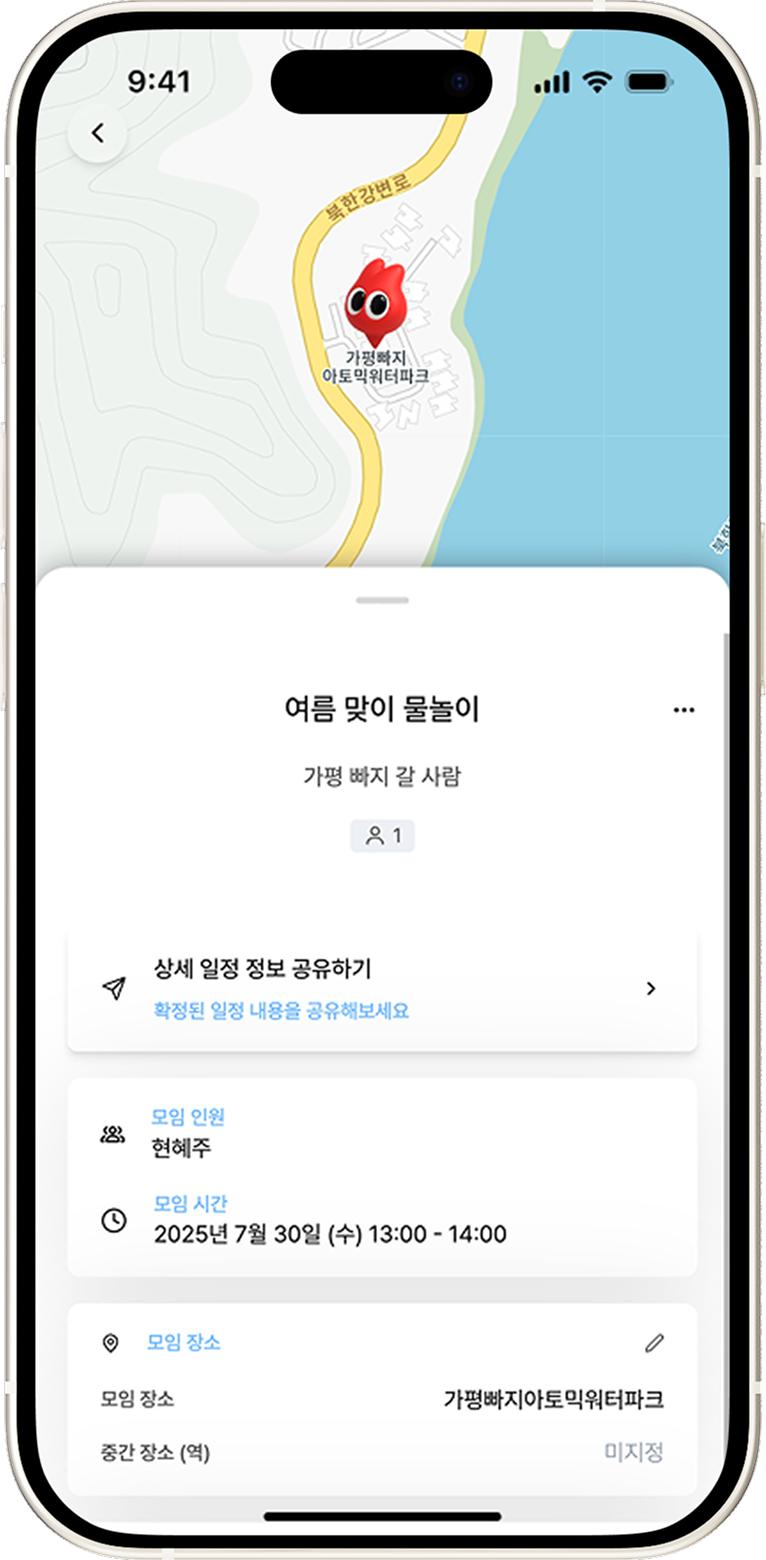 9:41
북한강변로
가평빠지
아토믹워터파크
여름 맞이 물놀이
가평 빠지 갈 사람
1
상세 일정 정보 공유하기
확정된 일정 내용을 공유해보세요
모임 인원
현혜주
모임 시간
2025년 7월 30일 (수) 13:00 - 14:00
모임 장소
모임 장소 가평빠지아토믹워터파크
중간 장소 (역) 미지정